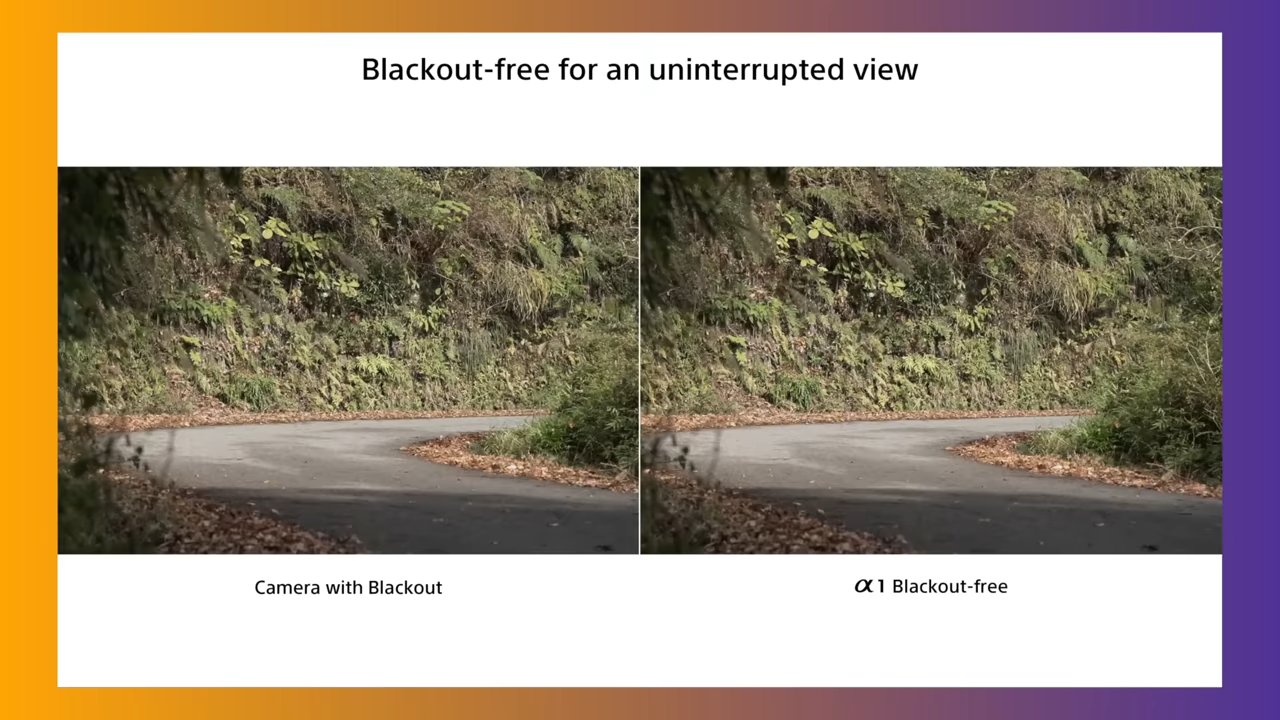 Blackout-free for an uninterrupted view
Camera with Blackout
α1 Blackout-free